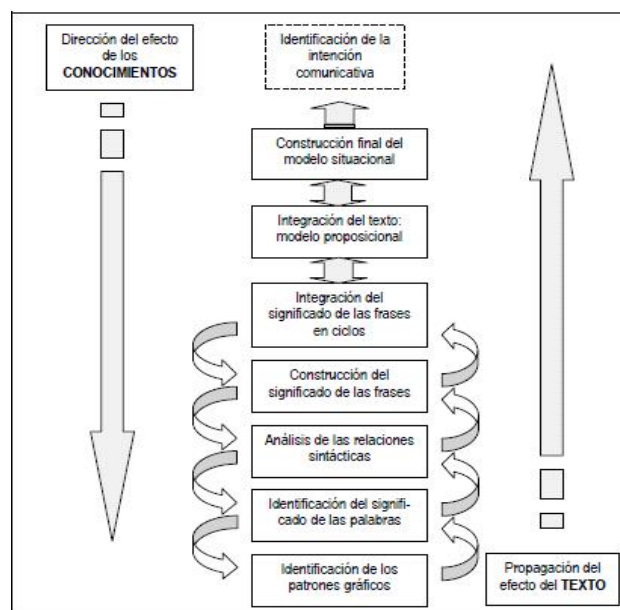 Dirección del efecto
de los
CONOCIMIENTOS
Identificación de la
intención
comunicativa
Construcción final del
modelo situacional
Integración del texto:
modelo proposicional
Integración del
significado de las frases
en ciclos
Construcción del
significado de las frases
Análisis de las relaciones
sintácticas
Identificación del signifi-
cado de las palabras
Identificación de los
patrones gráficos
Propagación del
efecto del TEXTO